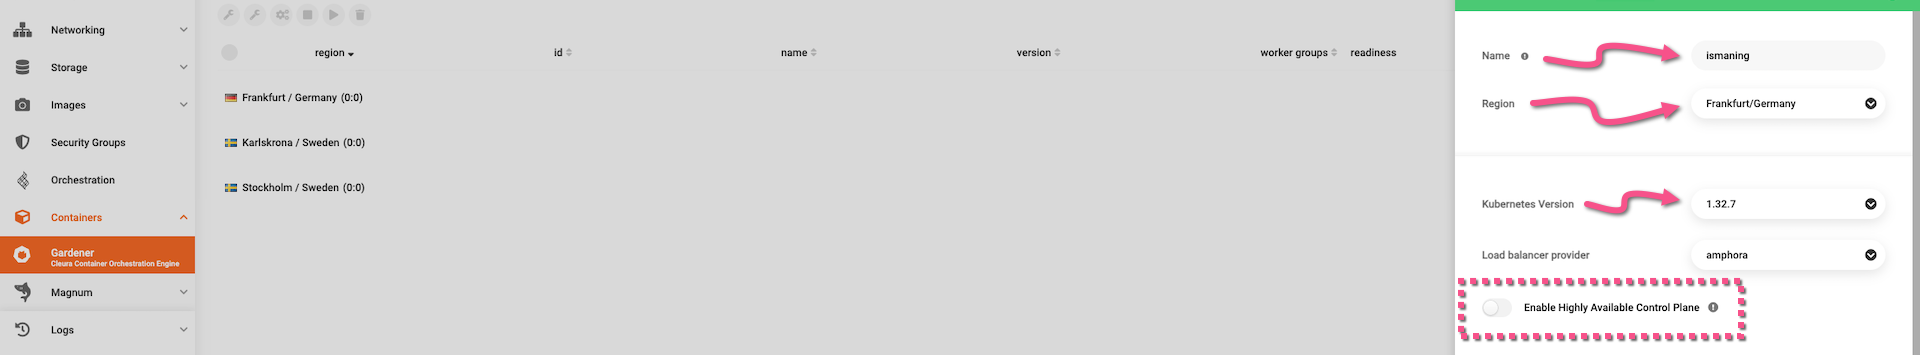 Networking
Storage
Images
Security Groups
Orchestration
Containers
Gardener
Cleura Container Orchestration Engine
Magnum
Logs
region id name version worker groups readiness
Frankfurt / Germany (0:0)
Karlskrona / Sweden (0:0)
Stockholm / Sweden (0:0)
Name ismaning
Region Frankfurt/Germany
Kubernetes Version 1.32.7
Load balancer provider amphora
Enable Highly Available Control Plane